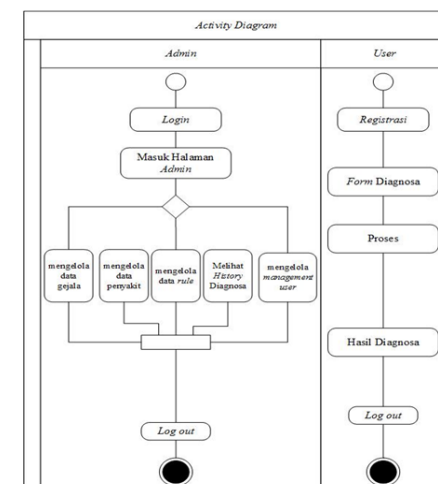 Activity Diagram
Admin
User
Login
Registrasi
Masuk Halaman
Admin
Form Diagnosa
Proses
mengelola
data
gejala
mengelola
data
penyakit
mengelola
data rule
Melihat
History
Diagnosa
mengelola
management
user
Hasil Diagnosa
Log out
Log out